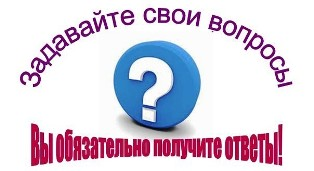 Задавайте свои вопросы
?
Вы обязательно получите ответы!